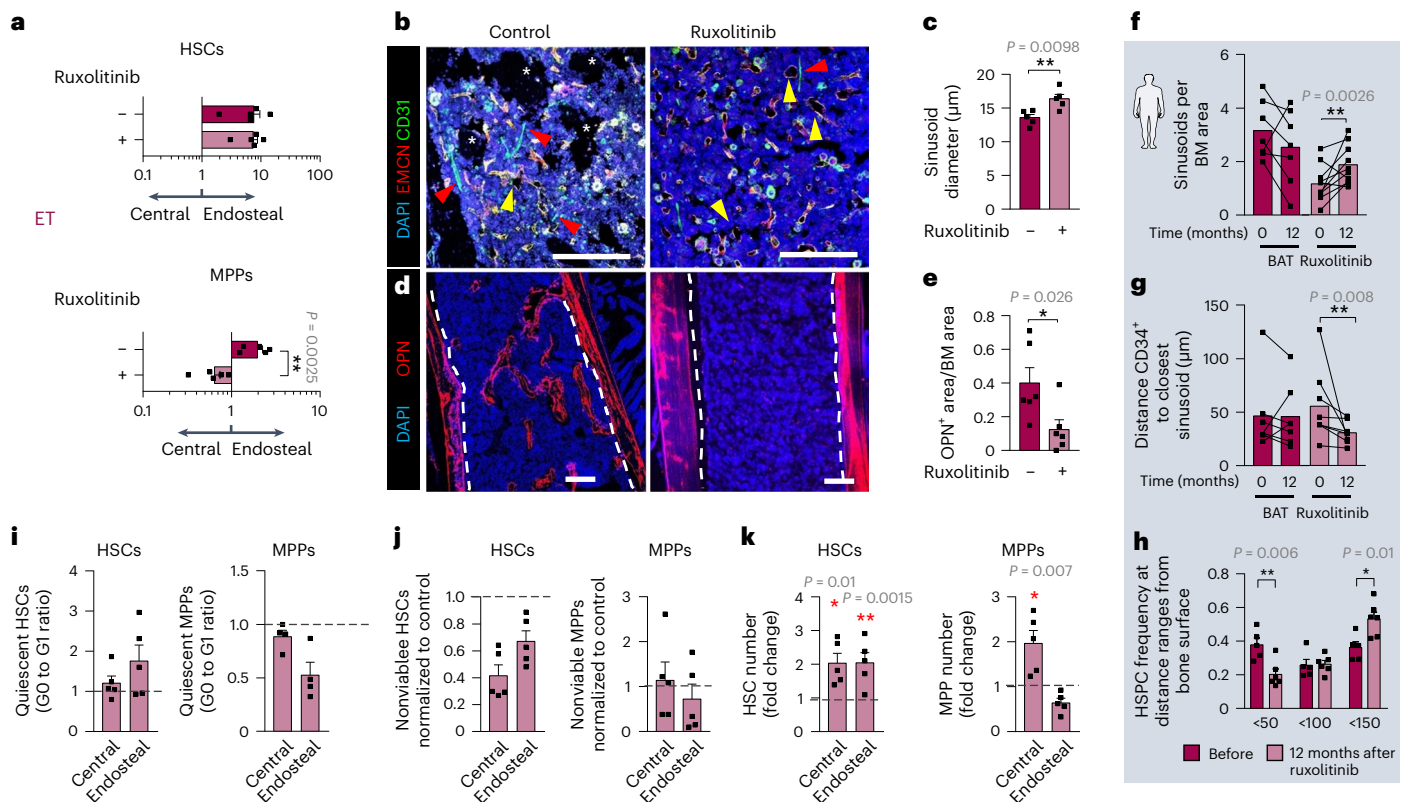 a
HSCs
Ruxolitinib
−
+
0.1
1
10
100
Central
Endosteal
ET
MPPs
Ruxolitinib
−
+
P = 0.0025
**
0.1
1
10
Central
Endosteal
b
Control
Ruxolitinib
DAPI EMCN CD31
*
*
*
*
d
DAPI OPN
c
P = 0.0098
**
Sinusoid
diameter (µm)
20
15
10
5
0
Ruxolitinib
−
+
e
P = 0.026
*
OPN+ area/BM area
0.8
0.6
0.4
0.2
0
Ruxolitinib
−
+
f
Sinusoids per
BM area
6
4
2
0
P = 0.0026
**
0
12
0
12
Time (months)
BAT
Ruxolitinib
g
Distance CD34+
to closest
sinusoid (µm)
150
100
50
0
P = 0.008
**
0
12
0
12
Time (months)
BAT
Ruxolitinib
h
HSPC frequency at
distance ranges from
bone surface
P = 0.006
**
P = 0.01
*
0.8
0.6
0.4
0.2
0
<50
<100
<150
Before
12 months after
ruxolitinib
i
HSCs
Quiescent HSCs
(G0 to G1 ratio)
4
3
2
1
0
Central
Endosteal
MPPs
Quiescent MPPs
(G0 to G1 ratio)
1.5
1.0
0.5
0
Central
Endosteal
j
HSCs
Nonviablee HSCs
normalized to control
1.0
0.8
0.6
0.4
0.2
0
Central
Endosteal
MPPs
Nonviable MPPs
normalized to control
3
2
1
0
Central
Endosteal
k
HSCs
P = 0.01
P = 0.0015
*
**
HSC number
(fold change)
4
3
2
1
0
Central
Endosteal
MPPs
P = 0.007
*
MPP number
(fold change)
3
2
1
0
Central
Endosteal